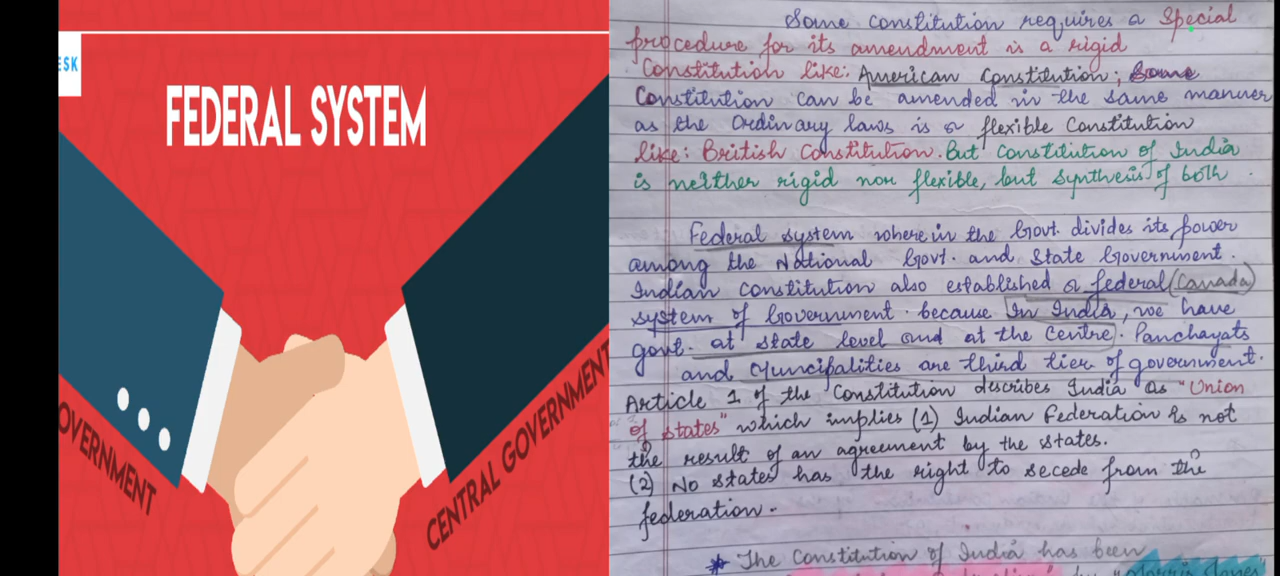 ESK
FEDERAL SYSTEM
OVERNMENT
CENTRAL GOVERNMENT
Some constitution requires a Special
procedure for its amendment is a rigid
Constitution like: American Constitution; Some
Constitution can be amended in the same manner
as the Ordinary laws is a flexible Constitution
like: British Constitution. But Constitution of India
is neither rigid nor flexible, but Synthesis of both.
Federal system wherein the Govt. divides its power
among the National Govt. and State Government.
Indian Constitution also established a federal (Canada)
system of Government. because In India, we have
govt. at state level and at the Centre. Panchayats
and Muncipalities are third tier of government.
Article 1 of the Constitution describes India as "Union
of States" which implies (1) Indian Federation is not
the result of an agreement by the states.
(2) No states has the right to secede from the
federation.
* The Constitution of India has been
by "Morris Jones"